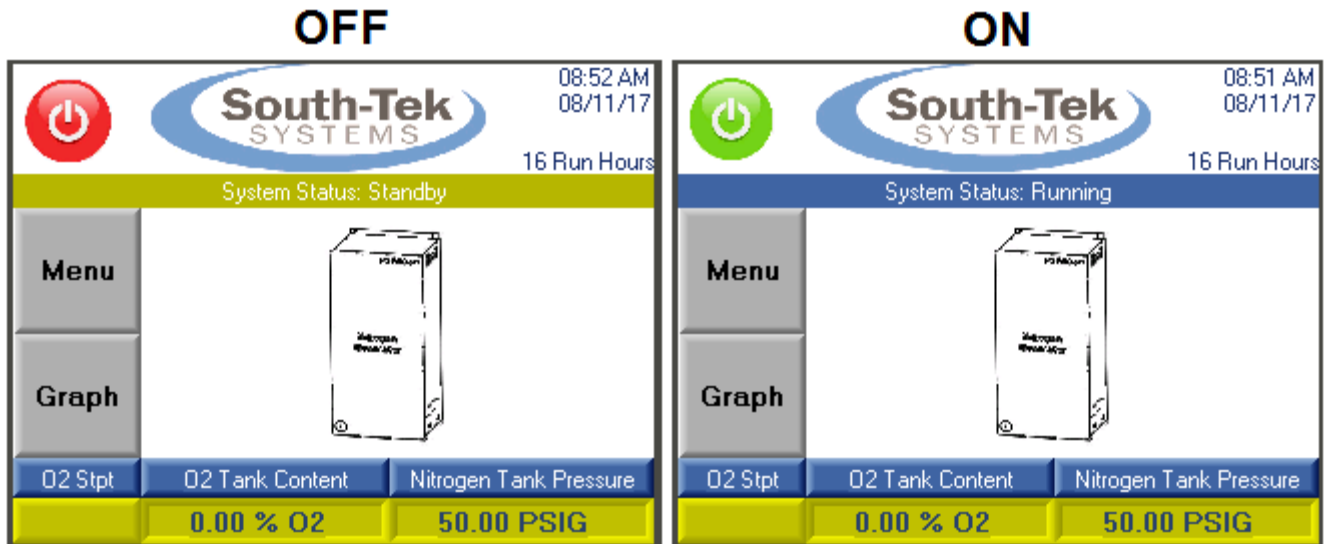 OFF
South-Tek
SYSTEMS
08:52 AM
08/11/17
16 Run Hours
System Status: Standby
Menu
Graph
O2 Stpt
O2 Tank Content
Nitrogen Tank Pressure
0.00 % O2
50.00 PSIG
ON
South-Tek
SYSTEMS
08:51 AM
08/11/17
16 Run Hours
System Status: Running
Menu
Graph
O2 Stpt
O2 Tank Content
Nitrogen Tank Pressure
0.00 % O2
50.00 PSIG